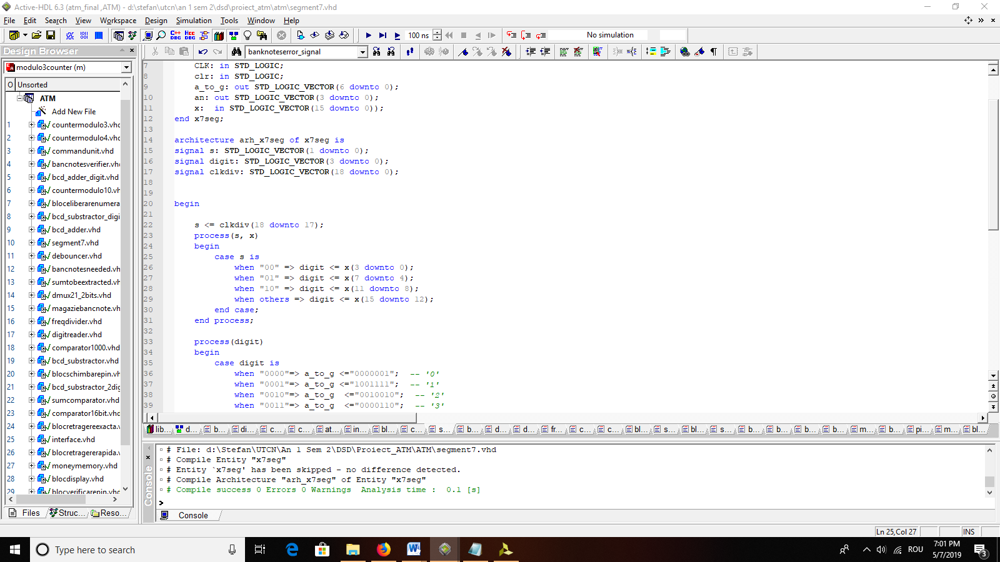 Active-HDL 6.3 (atm_final ,ATM) - d:\stefan\utcn\an 1 sem 2\dsd\proiect_atm\atm\segment7.vhd
File Edit Search View Workspace Design Simulation Tools Window Help
100 ns No simulation
Design Browser
banknoteserror_signal
modulo3counter (m)
O Unsorted
ATM
Add New File
1 countermodulo3.vhd
2 countermodulo4.vhd
3 commandunit.vhd
4 bancnotesverifier.vh
5 bcd_adder_digit.vhd
6 countermodulo10.vh
7 bloceliberarenumera
8 bcd_substractor_digi
9 bcd_adder.vhd
10 segment7.vhd
11 debouncer.vhd
12 bancnotesneeded.vh
13 sumtobeextracted.vh
14 dmux21_2bits.vhd
15 magaziebancnote.vh
16 freqdivider.vhd
17 digitreader.vhd
18 comparator1000.vhd
19 bcd_substractor.vhd
20 blocschimbarepin.vh
21 bcd_substractor_2dig
22 sumcomparator.vhd
23 comparator16bit.vhd
24 blocretragereexacta.
25 interface.vhd
26 blocretragererapida.
27 moneymemory.vhd
28 blocdisplay.vhd
29 blocverificarepin.vhd
Files Struc... Reso...
7 CLK: in STD_LOGIC;
8 clr: in STD_LOGIC;
9 a_to_g: out STD_LOGIC_VECTOR(6 downto 0);
10 an: out STD_LOGIC_VECTOR(3 downto 0);
11 x: in STD_LOGIC_VECTOR(15 downto 0));
12 end x7seg;
13
14 architecture arh_x7seg of x7seg is
15 signal s: STD_LOGIC_VECTOR(1 downto 0);
16 signal digit: STD_LOGIC_VECTOR(3 downto 0);
17 signal clkdiv: STD_LOGIC_VECTOR(18 downto 0);
18
19
20 begin
21
22 s <= clkdiv(18 downto 17);
23 process(s, x)
24 begin
25 case s is
26 when "00" => digit <= x(3 downto 0);
27 when "01" => digit <= x(7 downto 4);
28 when "10" => digit <= x(11 downto 8);
29 when others => digit <= x(15 downto 12);
30 end case;
31 end process;
32
33 process(digit)
34 begin
35 case digit is
36 when "0000"=> a_to_g <="0000001"; -- '0'
37 when "0001"=> a_to_g <="1001111"; -- '1'
38 when "0010"=> a_to_g <="0010010"; -- '2'
39 when "0011"=> a_to_g <="0000110"; -- '3'
lib... d... b... di... c... c... at... in... bl... c... s... b... d... d... fr... c... c... bl... s... bl... s... b... b... b... b... m... b... pi... m... bl...
# File: d:\Stefan\UTCN\An 1 Sem 2\DSD\Proiect_ATM\ATM\segment7.vhd
# Compile Entity "x7seg"
# Entity `x7seg' has been skipped - no difference detected.
# Compile Architecture "arh_x7seg" of Entity "x7seg"
# Compile success 0 Errors 0 Warnings Analysis time : 0.1 [s]
>
Console
Console
Ln 25,Col 27 INS
Type here to search
ROU
7:01 PM
5/7/2019
3